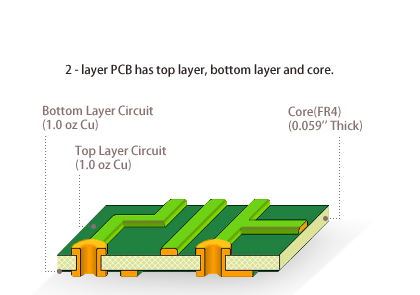 2 - layer PCB has top layer, bottom layer and core.
Bottom Layer Circuit
(1.0 oz Cu)
Core(FR4)
(0.059″ Thick)
Top Layer Circuit
(1.0 oz Cu)